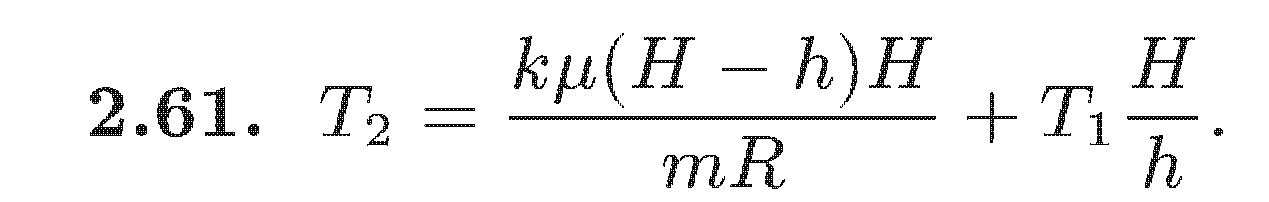 2.61. $T_2 = \frac{k\mu(H - h)H}{mR} + T_1 \frac{H}{h}.$